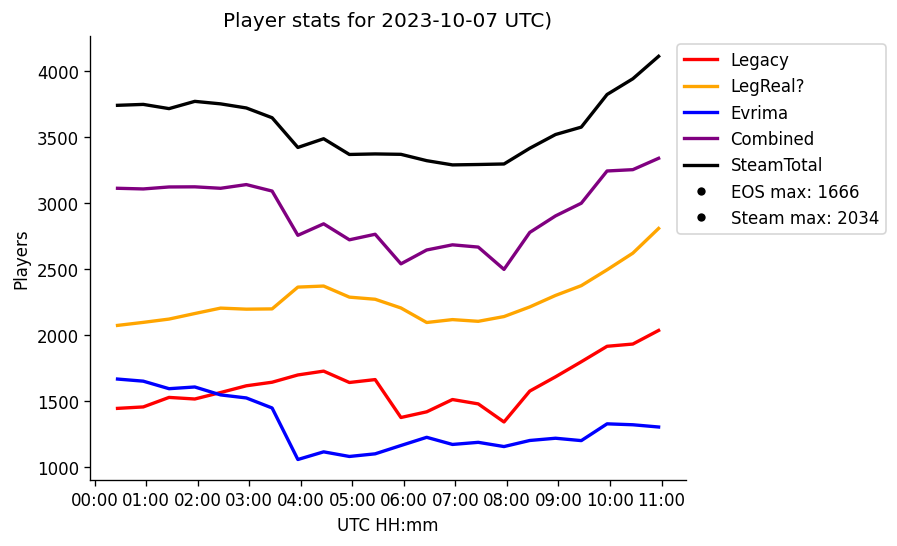 Player stats for 2023-10-07 UTC)
4000
3500
3000
2500
2000
1500
1000
Players
00:00 01:00 02:00 03:00 04:00 05:00 06:00 07:00 08:00 09:00 10:00 11:00
UTC HH:mm
Legacy
LegReal?
Evrima
Combined
SteamTotal
EOS max: 1666
Steam max: 2034